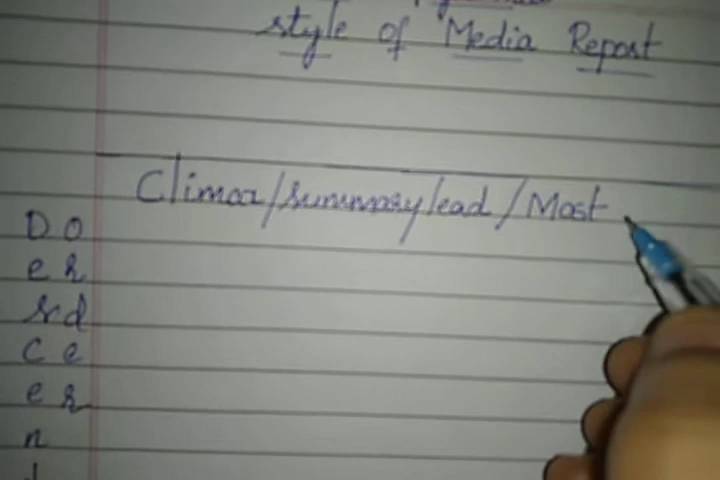 style of Media Report
Climax/summary lead/Most
D o
e r
s d
c e
e r
n